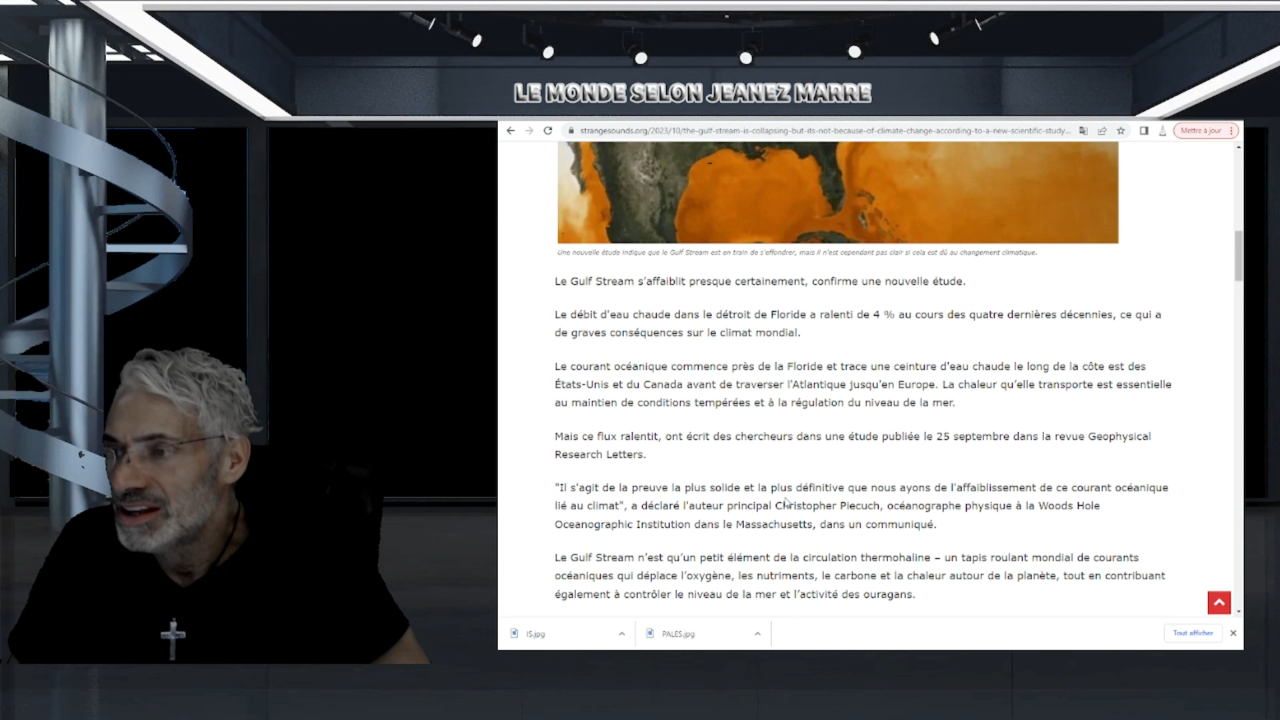 LE MONDE SELON JEANEZ MARRE
strangesounds.org/2023/10/the-gulf-stream-is-collapsing-but-its-not-because-of-climate-change-according-to-a-new-scientific-study...
Mettre à jour
Une nouvelle étude indique que le Gulf Stream est en train de s'effondrer, mais il n'est cependant pas clair si cela est dû au changement climatique.
Le Gulf Stream s'affaiblit presque certainement, confirme une nouvelle étude.
Le débit d'eau chaude dans le détroit de Floride a ralenti de 4 % au cours des quatre dernières décennies, ce qui a
de graves conséquences sur le climat mondial.
Le courant océanique commence près de la Floride et trace une ceinture d'eau chaude le long de la côte est des
États-Unis et du Canada avant de traverser l'Atlantique jusqu'en Europe. La chaleur qu'elle transporte est essentielle
au maintien de conditions tempérées et à la régulation du niveau de la mer.
Mais ce flux ralentit, ont écrit des chercheurs dans une étude publiée le 25 septembre dans la revue Geophysical
Research Letters.
"Il s'agit de la preuve la plus solide et la plus définitive que nous ayons de l'affaiblissement de ce courant océanique
lié au climat", a déclaré l'auteur principal Christopher Piecuch, océanographe physique à la Woods Hole
Oceanographic Institution dans le Massachusetts, dans un communiqué.
Le Gulf Stream n'est qu'un petit élément de la circulation thermohaline – un tapis roulant mondial de courants
océaniques qui déplace l'oxygène, les nutriments, le carbone et la chaleur autour de la planète, tout en contribuant
également à contrôler le niveau de la mer et l'activité des ouragans.
IS.jpg
PALES.jpg
Tout afficher